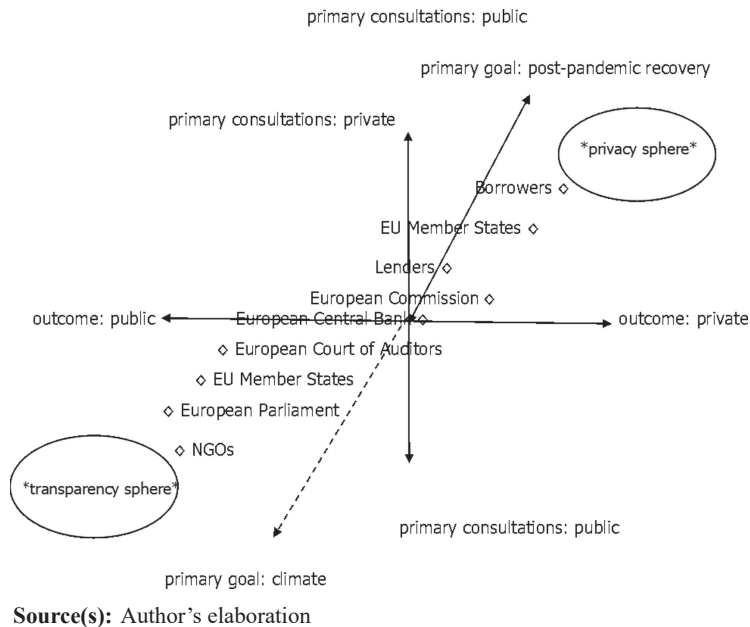 primary consultations: public
primary goal: post-pandemic recovery
primary consultations: private
*privacy sphere*
Borrowers
EU Member States
Lenders
European Commission
outcome: public
European Central Bank
outcome: private
European Court of Auditors
EU Member States
European Parliament
NGOs
*transparency sphere*
primary consultations: public
primary goal: climate
Source(s): Author's elaboration